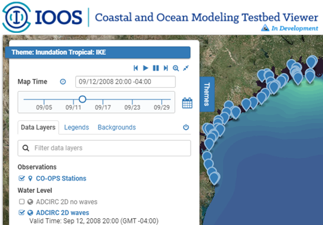 IOOS Coastal and Ocean Modeling Testbed Viewer
In Development
Theme: Inundation Tropical: IKE
Map Time 09/12/2008 20:00 -04:00
09/05 09/11 09/17 09/23 09/29
Themes
Data Layers Legends Backgrounds
Filter data layers
Observations
CO-OPS Stations
Water Level
ADCIRC 2D no waves
ADCIRC 2D waves
Valid Time: Sep 12, 2008 20:00 (GMT -04:00)